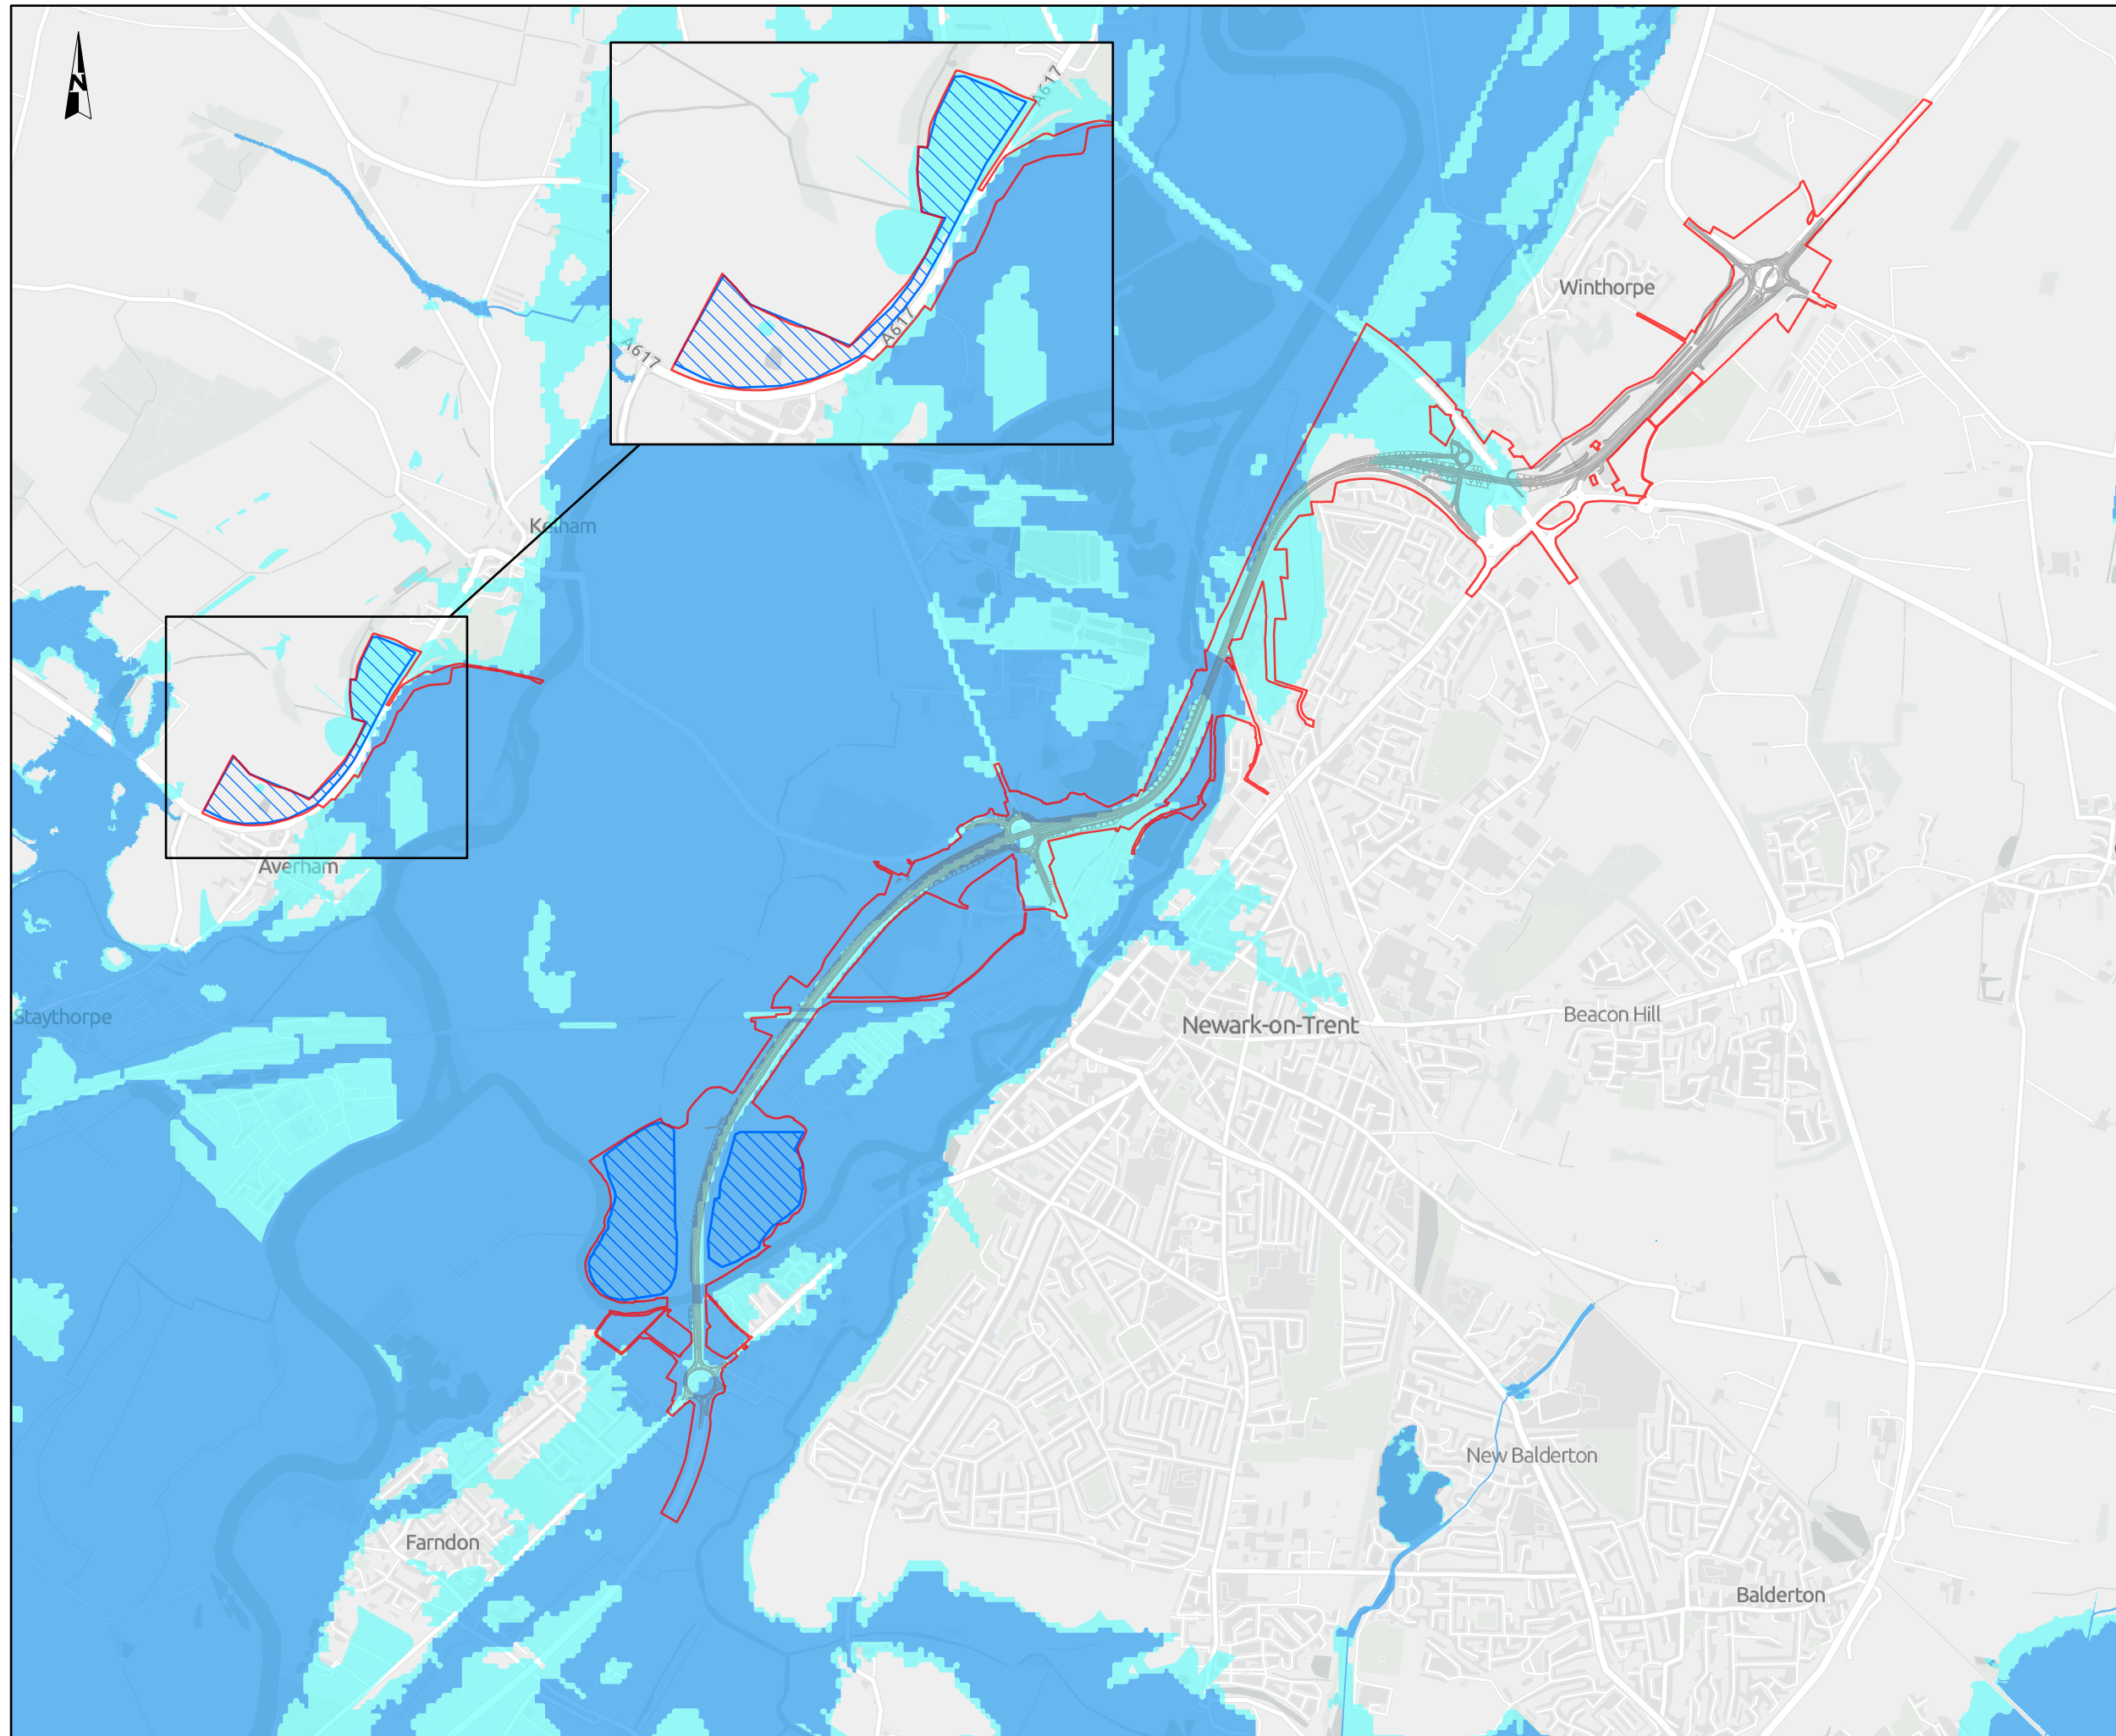 N
A617
A617
A617
Winthorpe
Kelham
Averham
Staythorpe
Newark-on-Trent
Beacon Hill
New Balderton
Farndon
Balderton